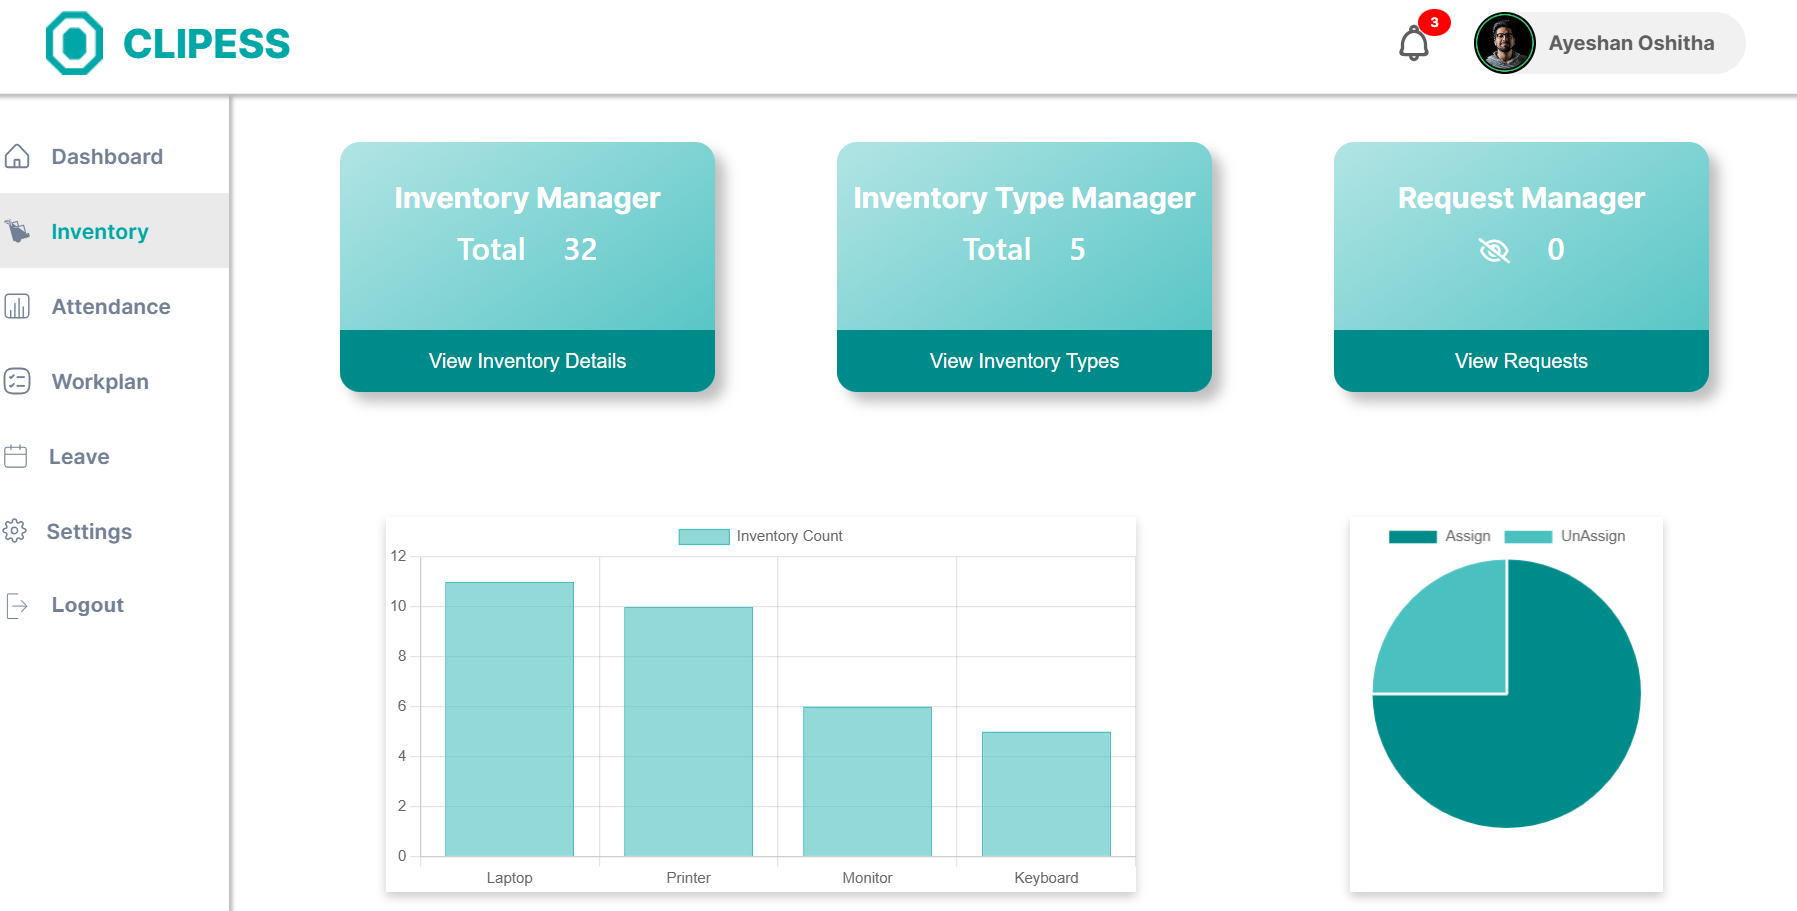 CLIPESS
3
Ayeshan Oshitha
Dashboard
Inventory
Attendance
Workplan
Leave
Settings
Logout
Inventory Manager
Total 32
View Inventory Details
Inventory Type Manager
Total 5
View Inventory Types
Request Manager
0
View Requests
Inventory Count
12
10
8
6
4
2
0
Laptop Printer Monitor Keyboard
Assign UnAssign